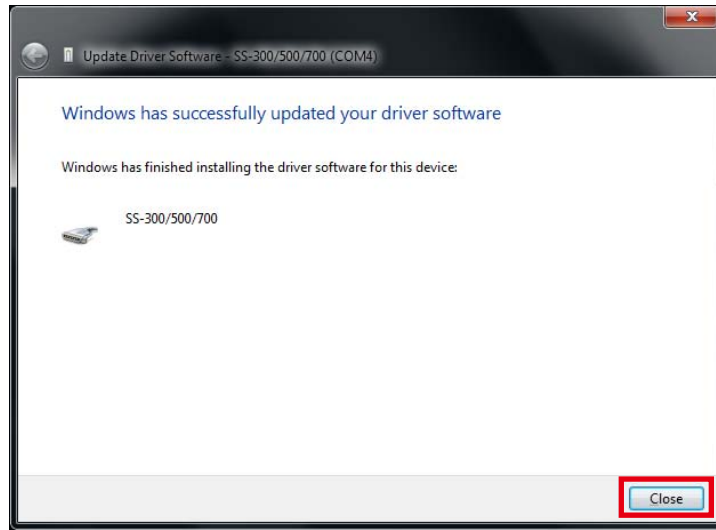 x
Update Driver Software - SS-300/500/700 (COM4)
Windows has successfully updated your driver software
Windows has finished installing the driver software for this device:
SS-300/500/700
Close